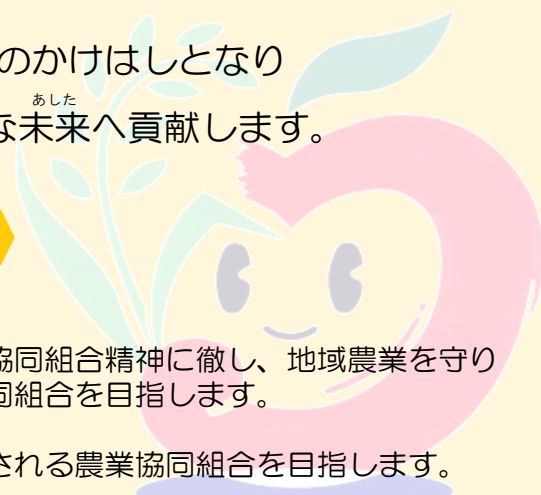 のかけはしとなり
あした
な未来へ貢献します。
協同組合精神に徹し、地域農業を守り
同組合を目指します。
される農業協同組合を目指します。